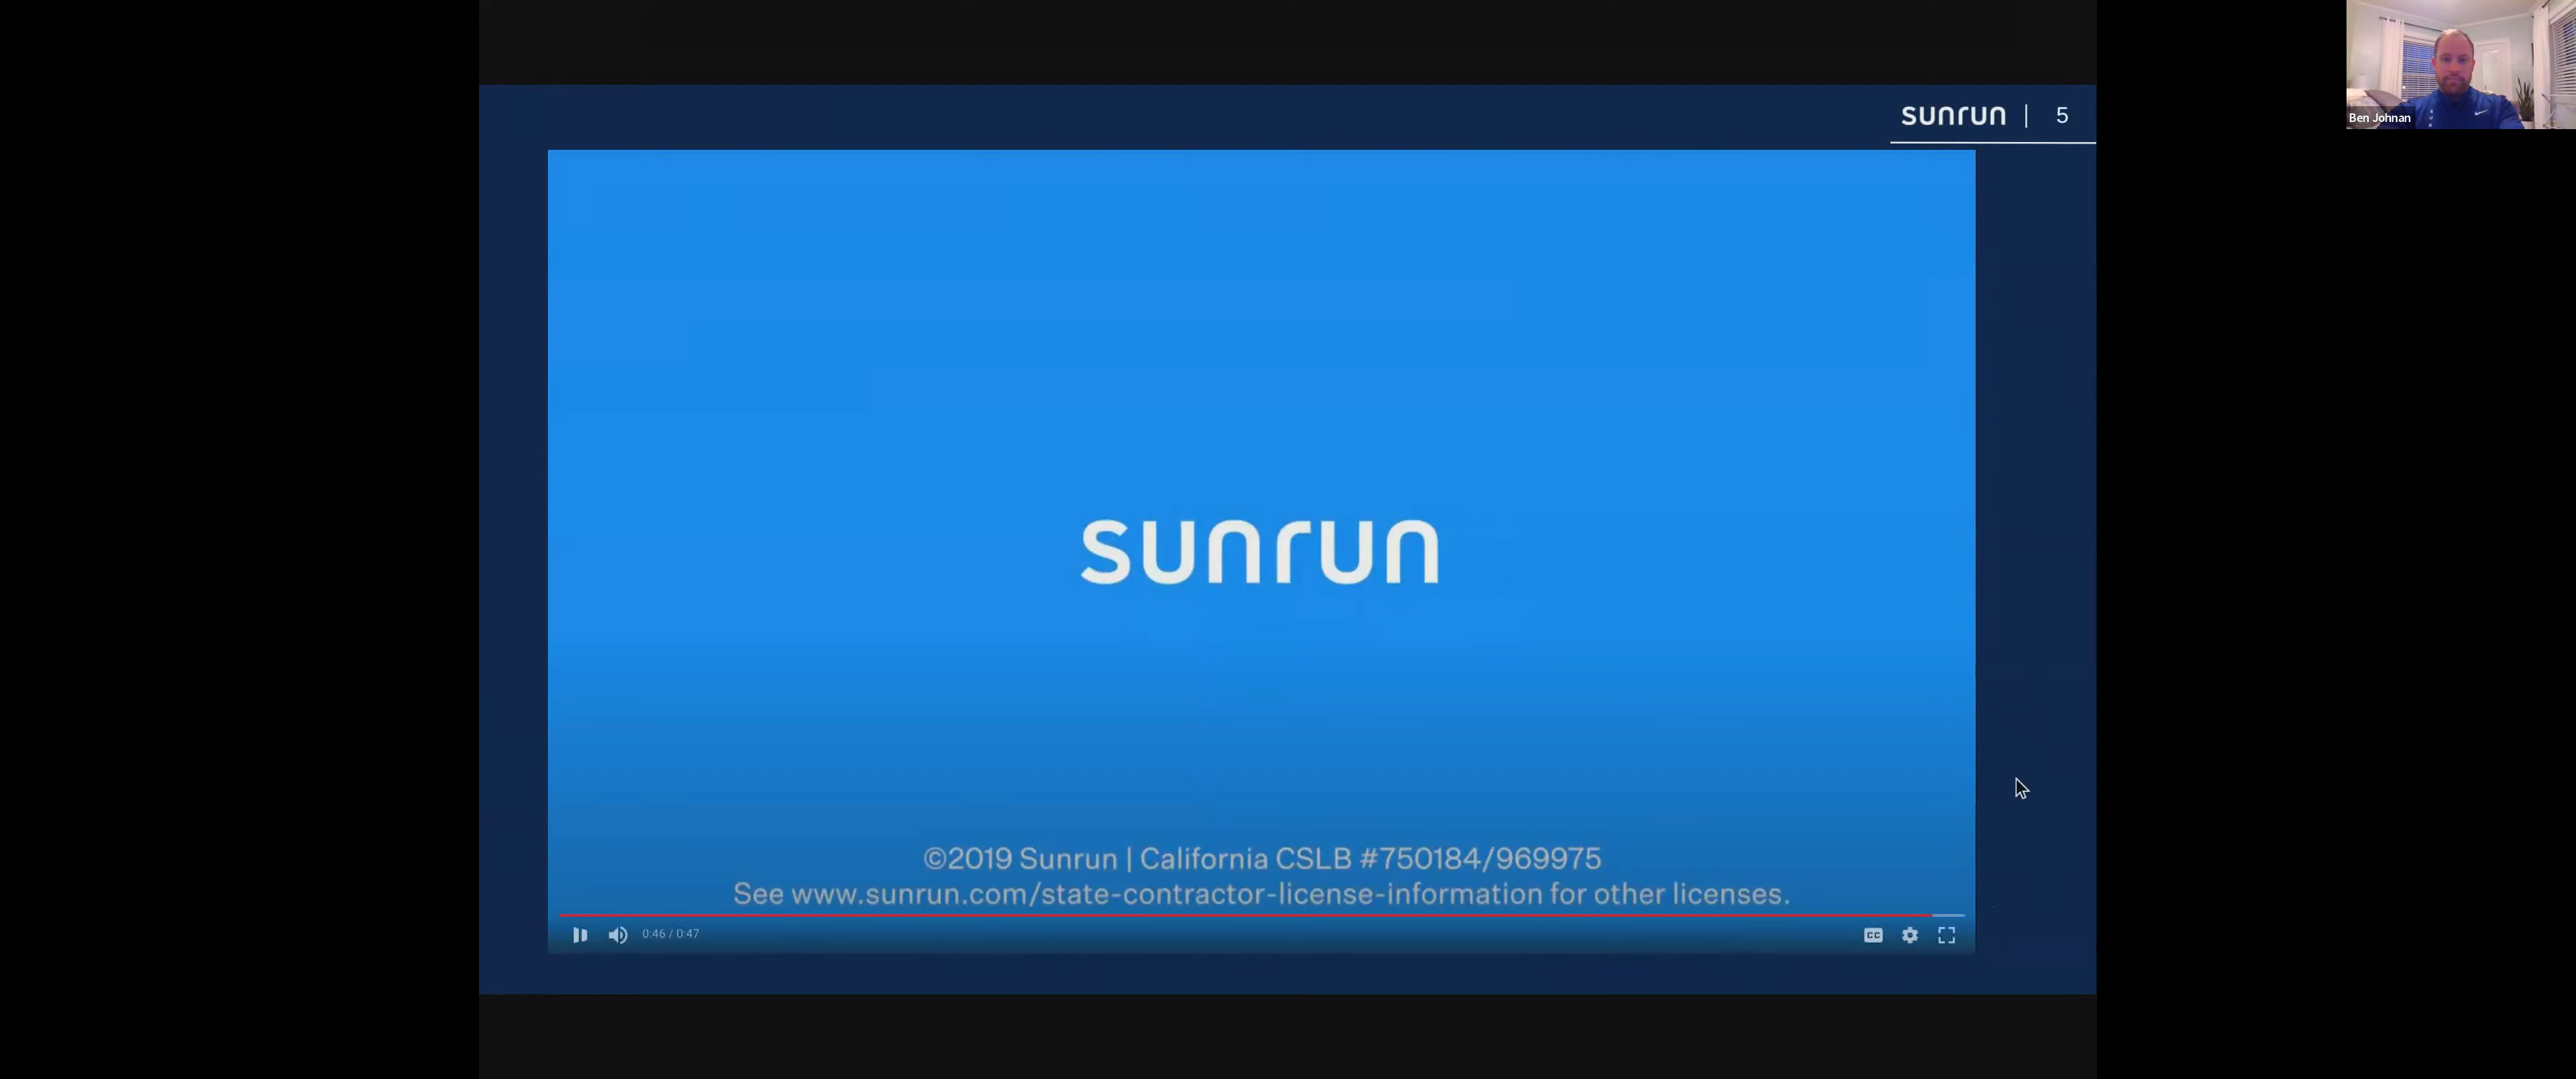 sunrun | 5
Ben Johnan
sunrun
©2019 Sunrun | California CSLB #750184/969975
See www.sunrun.com/state-contractor-license-information for other licenses.
0:46 / 0:47
CC